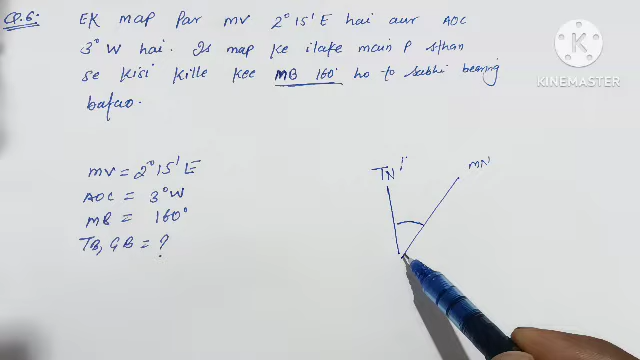 Q.6:
Ek map par MV 2° 15' E hai aur AOC
3° W hai. Is map ke ilake main P sthan
se kisi kille kee MB 160° ho to sabhi bearing
batao.
MV = 2° 15' E
AOC = 3° W
MB = 160°
TB, GB = ?
TN
MN
KINEMASTER